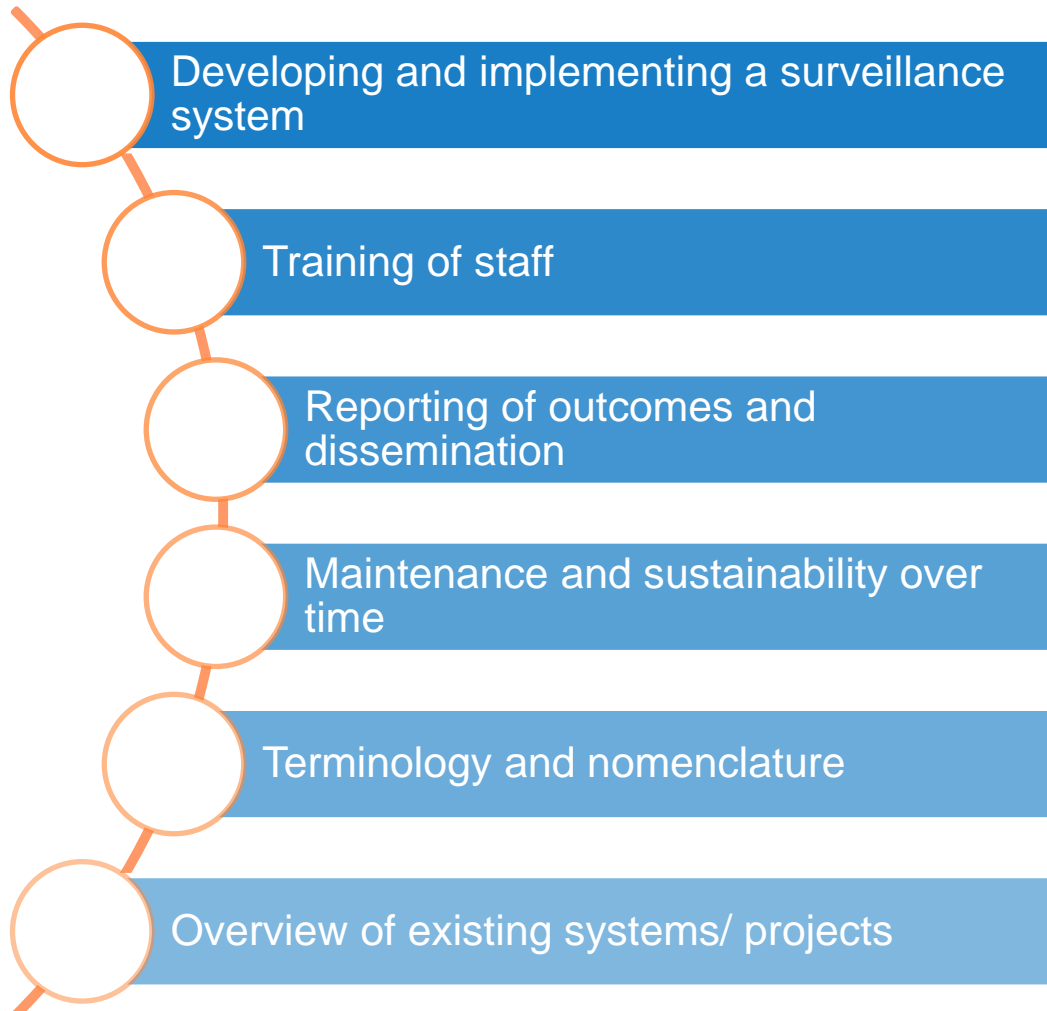 Developing and implementing a surveillance
system
Training of staff
Reporting of outcomes and
dissemination
Maintenance and sustainability over
time
Terminology and nomenclature
Overview of existing systems/ projects